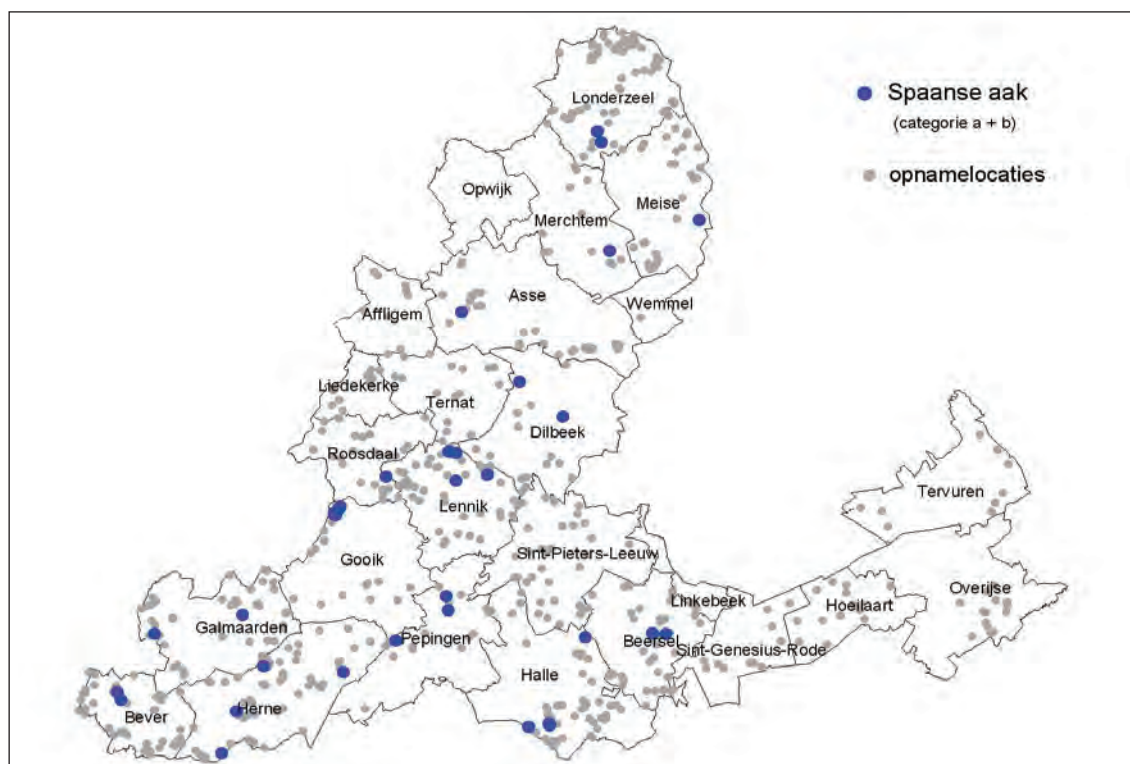 Londerzeel
Spaanse aak
(categorie a + b)
opnamelocaties
Opwijk
Meise
Merchtem
Asse
Wemmel
Affligem
Liedekerke
Ternat
Dilbeek
Roosdaal
Tervuren
Lennik
Gooik
Sint-Pieters-Leeuw
Overijse
Linkebeek
Hoeilaart
Galmaarden
Pepingen
Beersel
Sint-Genesius-Rode
Halle
Herne
Bever